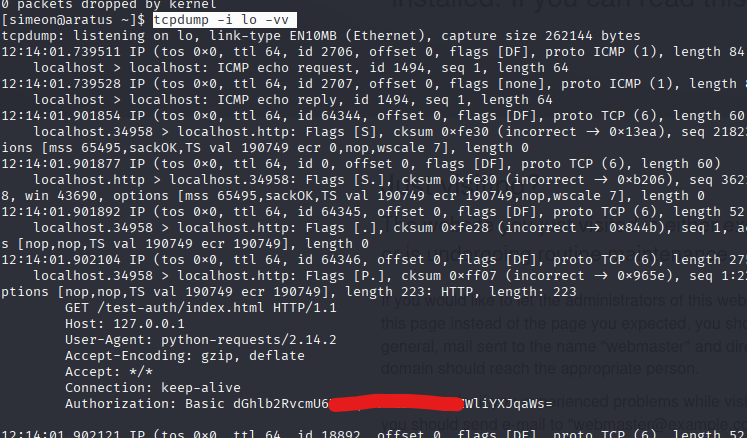 0 packets dropped by kernel
[simeon@aratus ~]$ tcpdump -i lo -vv
tcpdump: listening on lo, link-type EN10MB (Ethernet), capture size 262144 bytes
12:14:01.739511 IP (tos 0×0, ttl 64, id 2706, offset 0, flags [DF], proto ICMP (1), length 84
localhost > localhost: ICMP echo request, id 1494, seq 1, length 64
12:14:01.739528 IP (tos 0×0, ttl 64, id 2707, offset 0, flags [none], proto ICMP (1), length
localhost > localhost: ICMP echo reply, id 1494, seq 1, length 64
12:14:01.901854 IP (tos 0×0, ttl 64, id 64344, offset 0, flags [DF], proto TCP (6), length 60
localhost.34958 > localhost.http: Flags [S], cksum 0×fe30 (incorrect → 0×13ea), seq 2182
ions [mss 65495,sackOK,TS val 190749 ecr 0,nop,wscale 7], length 0
12:14:01.901877 IP (tos 0×0, ttl 64, id 0, offset 0, flags [DF], proto TCP (6), length 60)
localhost.http > localhost.34958: Flags [S.], cksum 0×fe30 (incorrect → 0×b206), seq 362
8, win 43690, options [mss 65495,sackOK,TS val 190749 ecr 190749,nop,wscale 7], length 0
12:14:01.901892 IP (tos 0×0, ttl 64, id 64345, offset 0, flags [DF], proto TCP (6), length 52
localhost.34958 > localhost.http: Flags [.], cksum 0×fe28 (incorrect → 0×844b), seq 1, a
s [nop,nop,TS val 190749 ecr 190749], length 0
12:14:01.902104 IP (tos 0×0, ttl 64, id 64346, offset 0, flags [DF], proto TCP (6), length 275
localhost.34958 > localhost.http: Flags [P.], cksum 0×ff07 (incorrect → 0×965e), seq 1:22
ptions [nop,nop,TS val 190749 ecr 190749], length 223: HTTP, length: 223
GET /test-auth/index.html HTTP/1.1
Host: 127.0.0.1
User-Agent: python-requests/2.14.2
Accept-Encoding: gzip, deflate
Accept: */*
Connection: keep-alive
Authorization: Basic dGhlb2RvcmU6 WliYXJqaWs=
12:14:01.902121 IP (tos 0×0, ttl 64, id 18892, offset 0, flags [DF], proto TCP (6), length 52